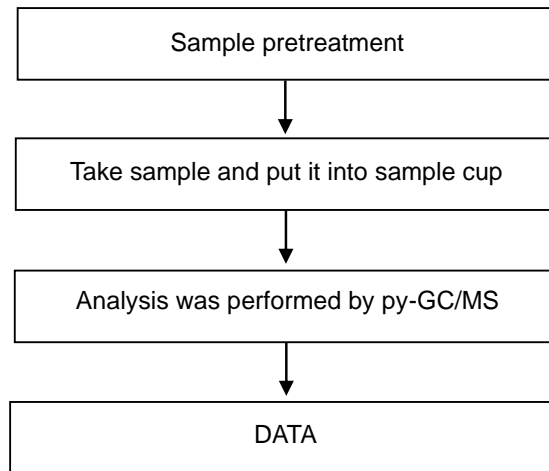 Sample pretreatment
Take sample and put it into sample cup
Analysis was performed by py-GC/MS
DATA